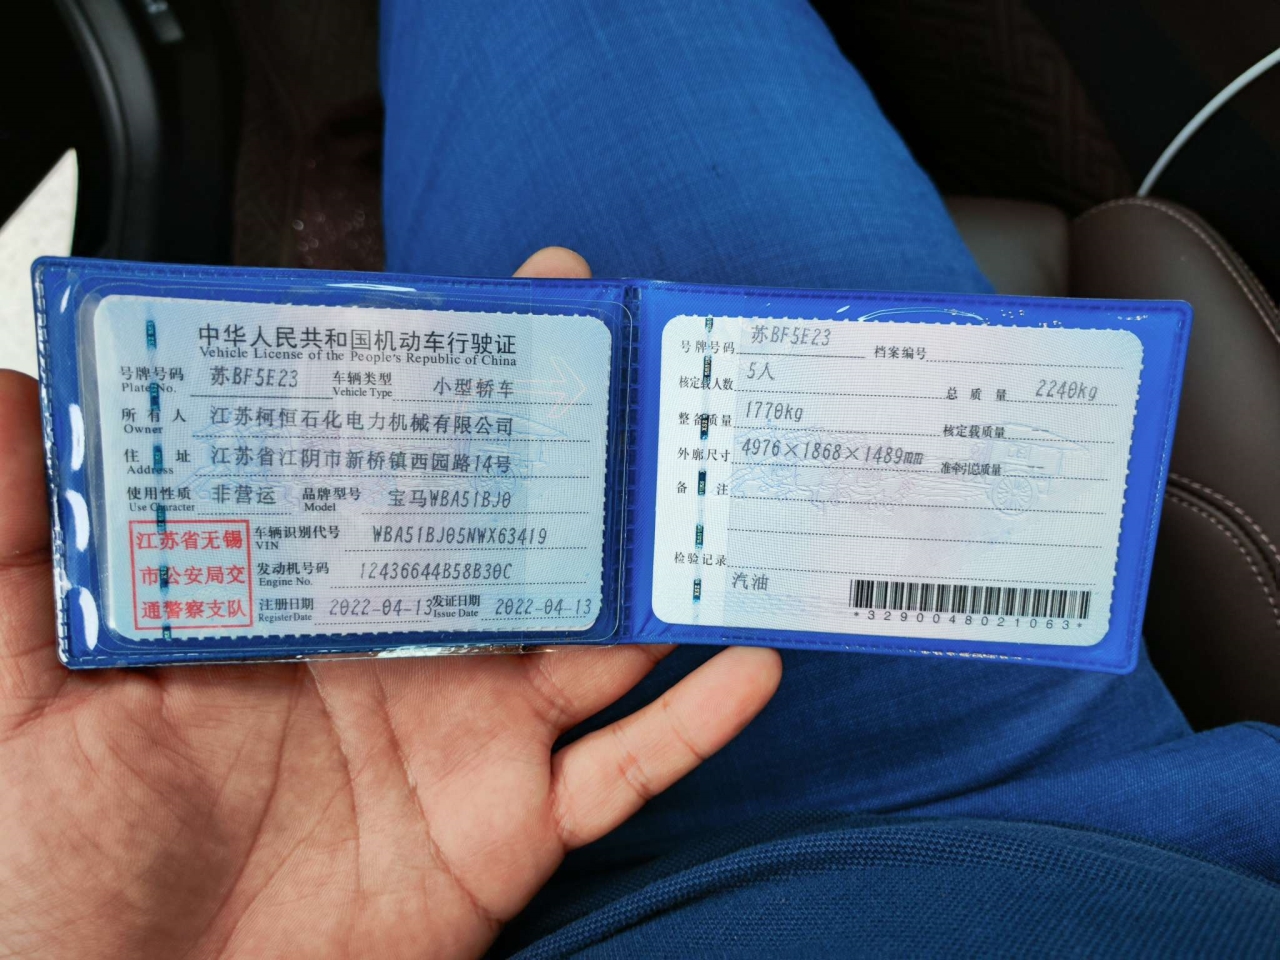 中华人民共和国机动车行驶证
Vehicle License of the People's Republic of China
号牌号码 苏BF5E23 车辆类型 小型轿车
Plate No. Vehicle Type
所有人 江苏柯恒石化电力机械有限公司
Owner
住址 江苏省江阴市新桥镇西园路14号
Address
使用性质 非营运 品牌型号 宝马WBA51BJ0
Use Character Model
江苏省无锡
市公安局交
通警察支队
车辆识别代号 WBA51BJ05NWX63419
VIN
发动机号码 12436644B58B30C
Engine No.
注册日期 2022-04-13 发证日期 2022-04-13
Register Date Issue Date
号牌号码 苏BF5E23 档案编号
核定载人数 5人 总质量 2240kg
整备质量 1770kg 核定载质量 --
外廓尺寸 4976×1868×1489mm 准牵引总质量 --
备注
检验记录
汽油
*3290048021063*